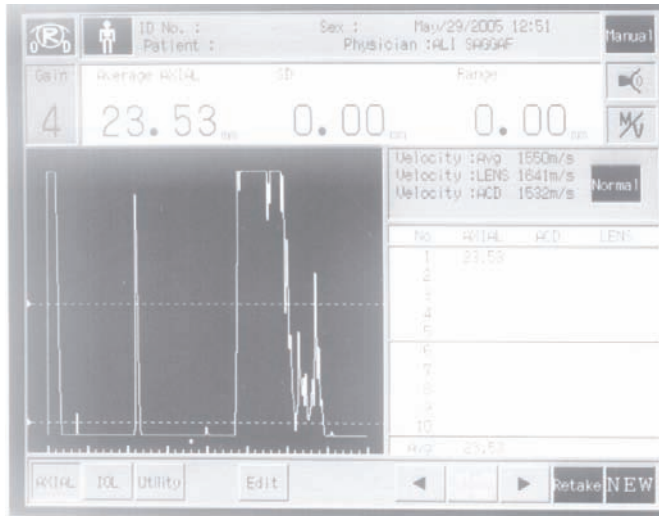 O R D
ID No. : Sex : May/29/2005 12:51
Patient : Physician :ALI SAGGAF
Manual
Gain Average AXIAL SD Range
4 23.53 mm 0.00 mm 0.00 mm
M/V
Velocity :Avg 1550m/s
Velocity :LENS 1641m/s
Velocity :ACD 1532m/s
Normal
No AXIAL ACD LENS
1 23.53
2
3
4
5
6
7
8
9
10
Avg 23.53
AXIAL IOL Utility Edit Retake NEW